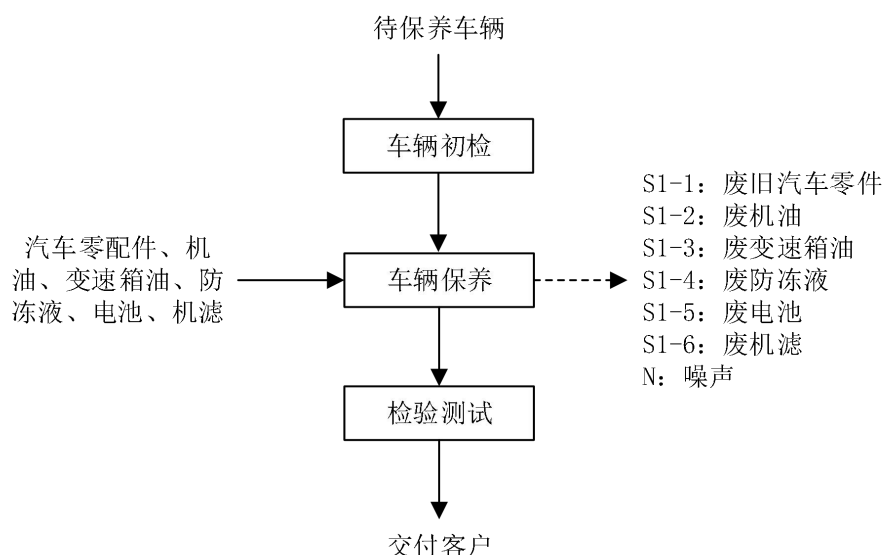 待保养车辆
车辆初检
汽车零配件、机
油、变速箱油、防
冻液、电池、机滤
车辆保养
S1-1：废旧汽车零件
S1-2：废机油
S1-3：废变速箱油
S1-4：废防冻液
S1-5：废电池
S1-6：废机滤
N：噪声
检验测试
交付客户